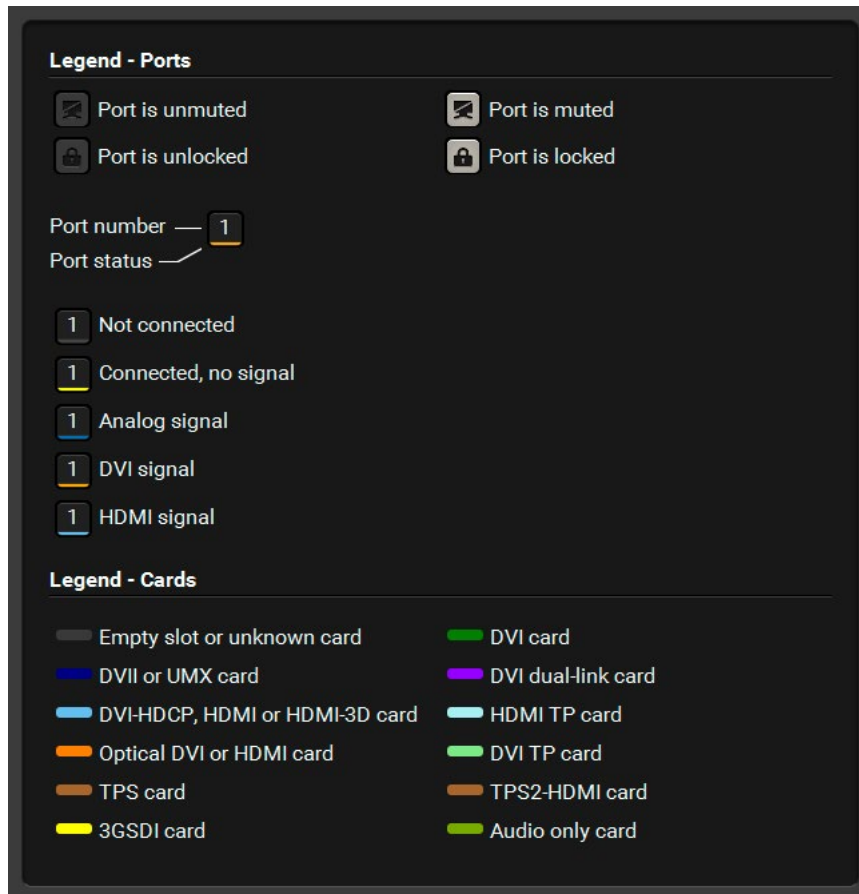 Legend - Ports
Port is unmuted
Port is muted
Port is unlocked
Port is locked
Port number
1
Port status
1 Not connected
1 Connected, no signal
1 Analog signal
1 DVI signal
1 HDMI signal
Legend - Cards
Empty slot or unknown card
DVI card
DVII or UMX card
DVI dual-link card
DVI-HDCP, HDMI or HDMI-3D card
HDMI TP card
Optical DVI or HDMI card
DVI TP card
TPS card
TPS2-HDMI card
3GSDI card
Audio only card